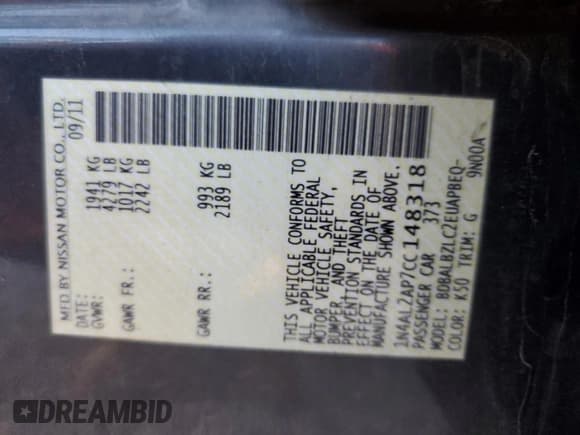 MFD BY NISSAN MOTOR CO., LTD.
DATE: 09/11
GVWR: 1941 KG
4279 LB
GAWR FR.: 1017 KG
2242 LB
GAWR RR.: 993 KG
2189 LB
THIS VEHICLE CONFORMS TO
ALL APPLICABLE FEDERAL
MOTOR VEHICLE SAFETY,
BUMPER, AND THEFT
PREVENTION STANDARDS IN
EFFECT ON THE DATE OF
MANUFACTURE SHOWN ABOVE.
1N4AL2AP7CC148318
PASSENGER CAR 373
MODEL: BDBALBZLC2EUAPBEQ-
COLOR: K50 TRIM: G 9N00A
DREAMBID